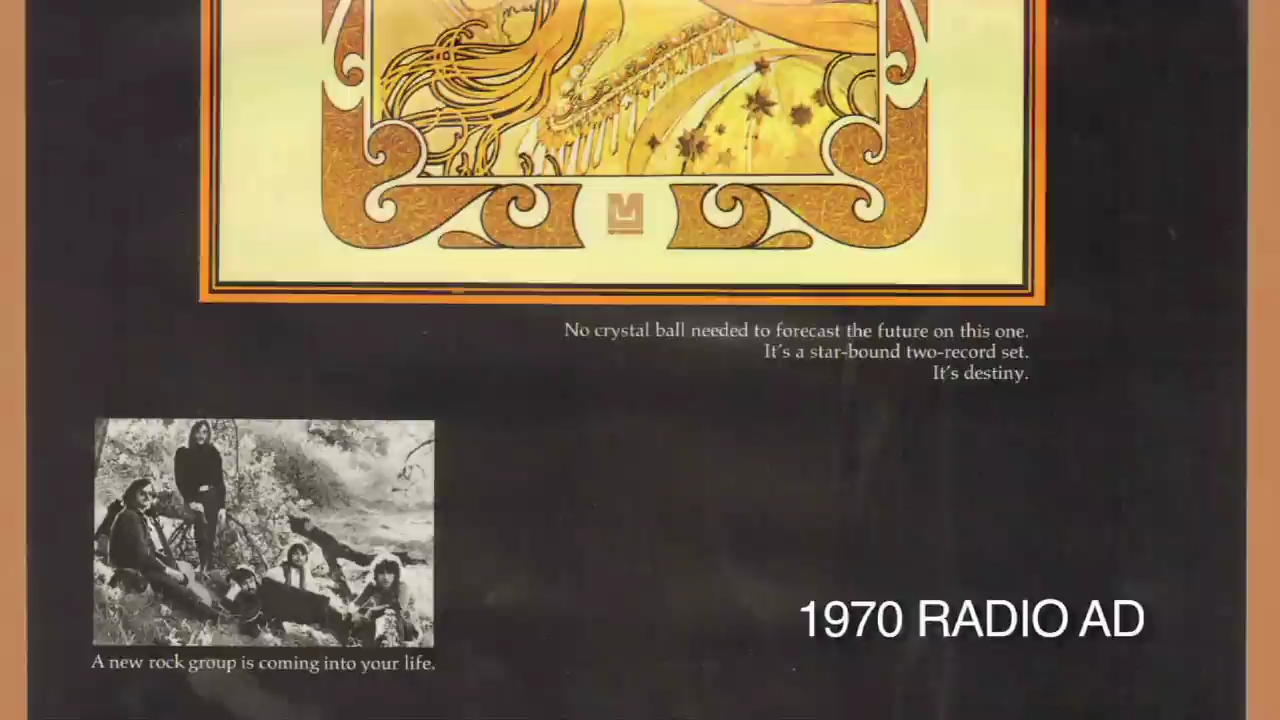 No crystal ball needed to forecast the future on this one.
It's a star-bound two-record set.
It's destiny.
A new rock group is coming into your life.
1970 RADIO AD